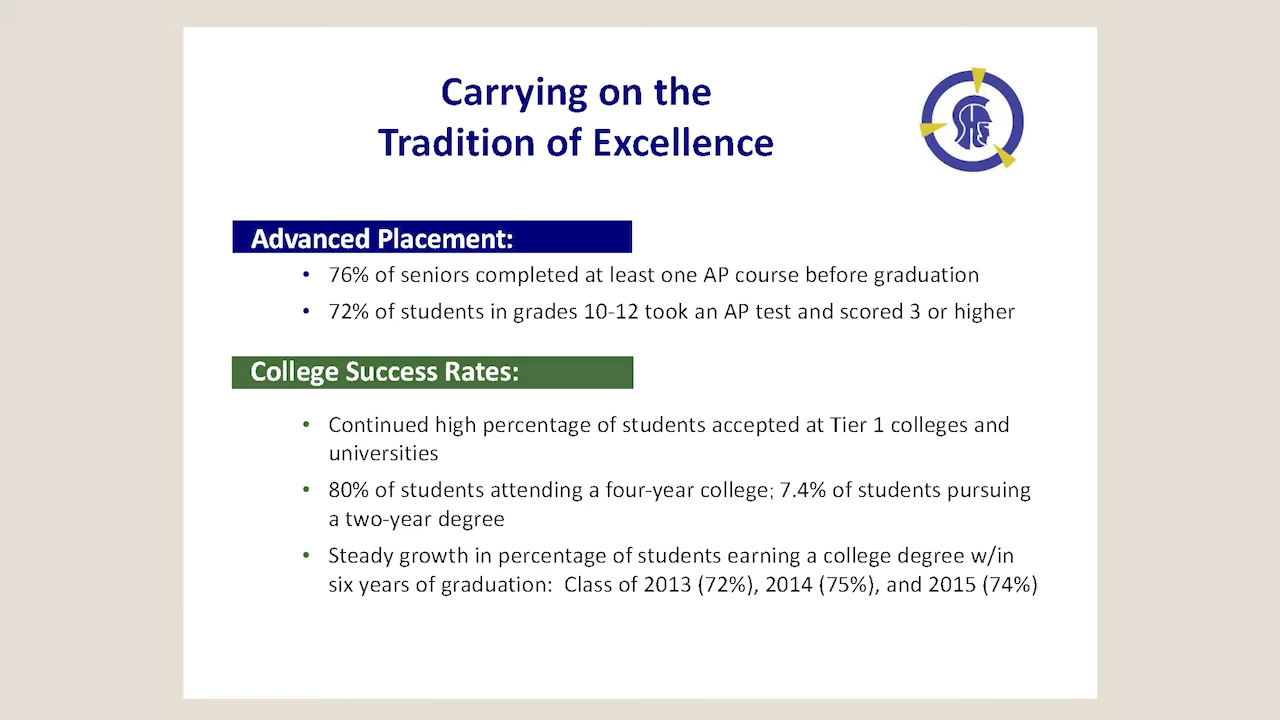 Carrying on the
Tradition of Excellence
Advanced Placement:
• 76% of seniors completed at least one AP course before graduation
• 72% of students in grades 10-12 took an AP test and scored 3 or higher
College Success Rates:
• Continued high percentage of students accepted at Tier 1 colleges and
universities
• 80% of students attending a four-year college; 7.4% of students pursuing
a two-year degree
• Steady growth in percentage of students earning a college degree w/in
six years of graduation:  Class of 2013 (72%), 2014 (75%), and 2015 (74%)